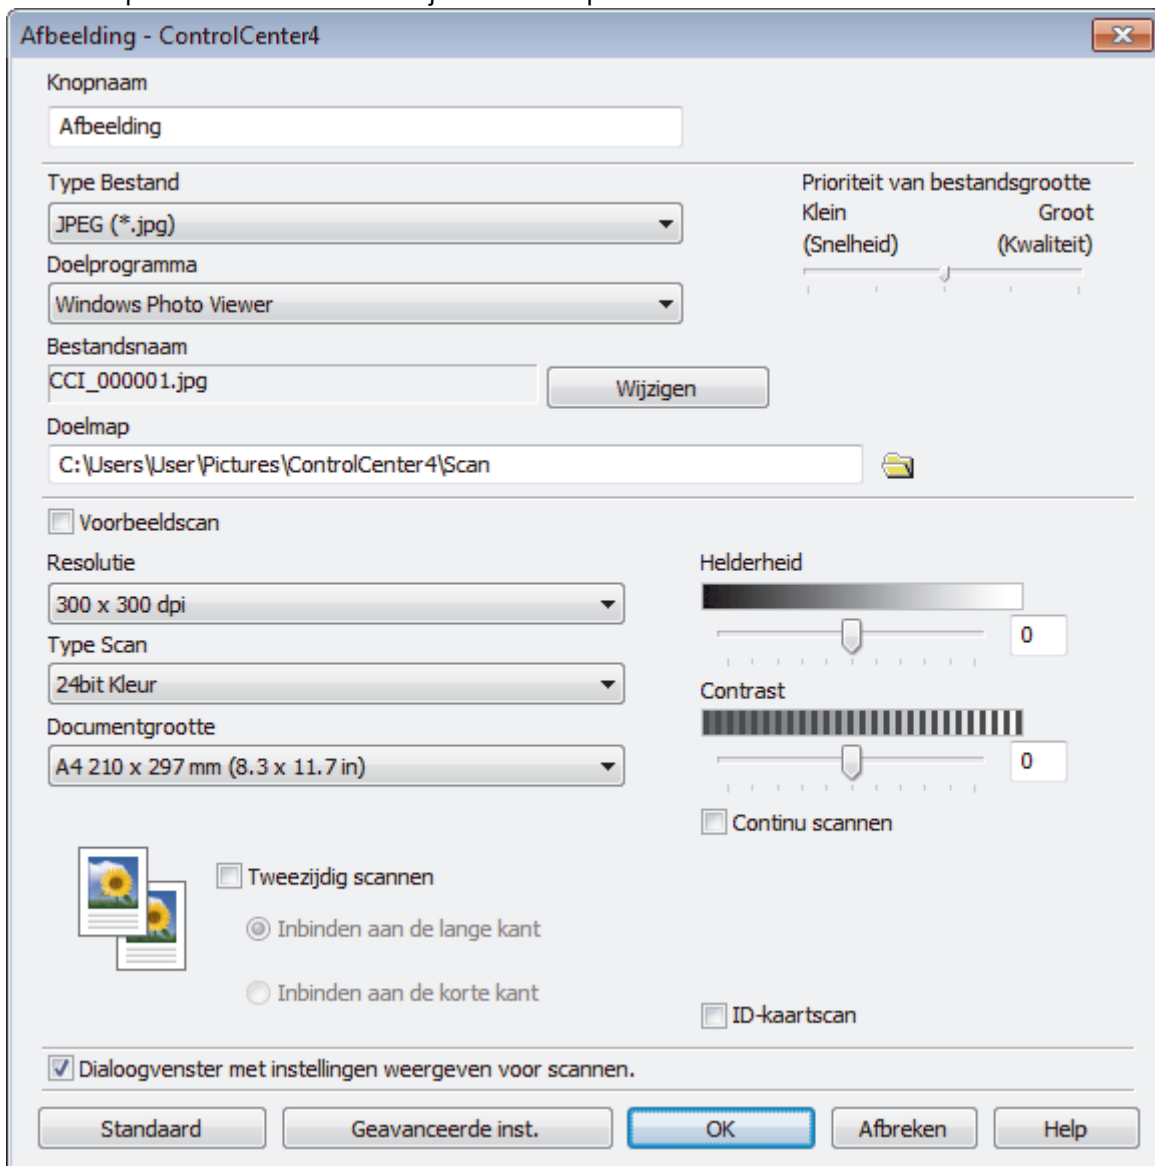 Afbeelding - ControlCenter4
Knopnaam
Afbeelding
Type Bestand
JPEG (*.jpg)
Doelprogramma
Windows Photo Viewer
Prioriteit van bestandsgrootte
Klein Groot
(Snelheid) (Kwaliteit)
Bestandsnaam
CCI_000001.jpg
Wijzigen
Doelmap
C:\Users\User\Pictures\ControlCenter4\Scan
Voorbeeldscan
Resolutie
300 x 300 dpi
Type Scan
24bit Kleur
Documentgrootte
A4 210 x 297 mm (8.3 x 11.7 in)
Helderheid
0
Contrast
0
Continu scannen
Tweezijdig scannen
Inbinden aan de lange kant
Inbinden aan de korte kant
ID-kaartscan
Dialoogvenster met instellingen weergeven voor scannen.
Standaard
Geavanceerde inst.
OK
Afbreken
Help